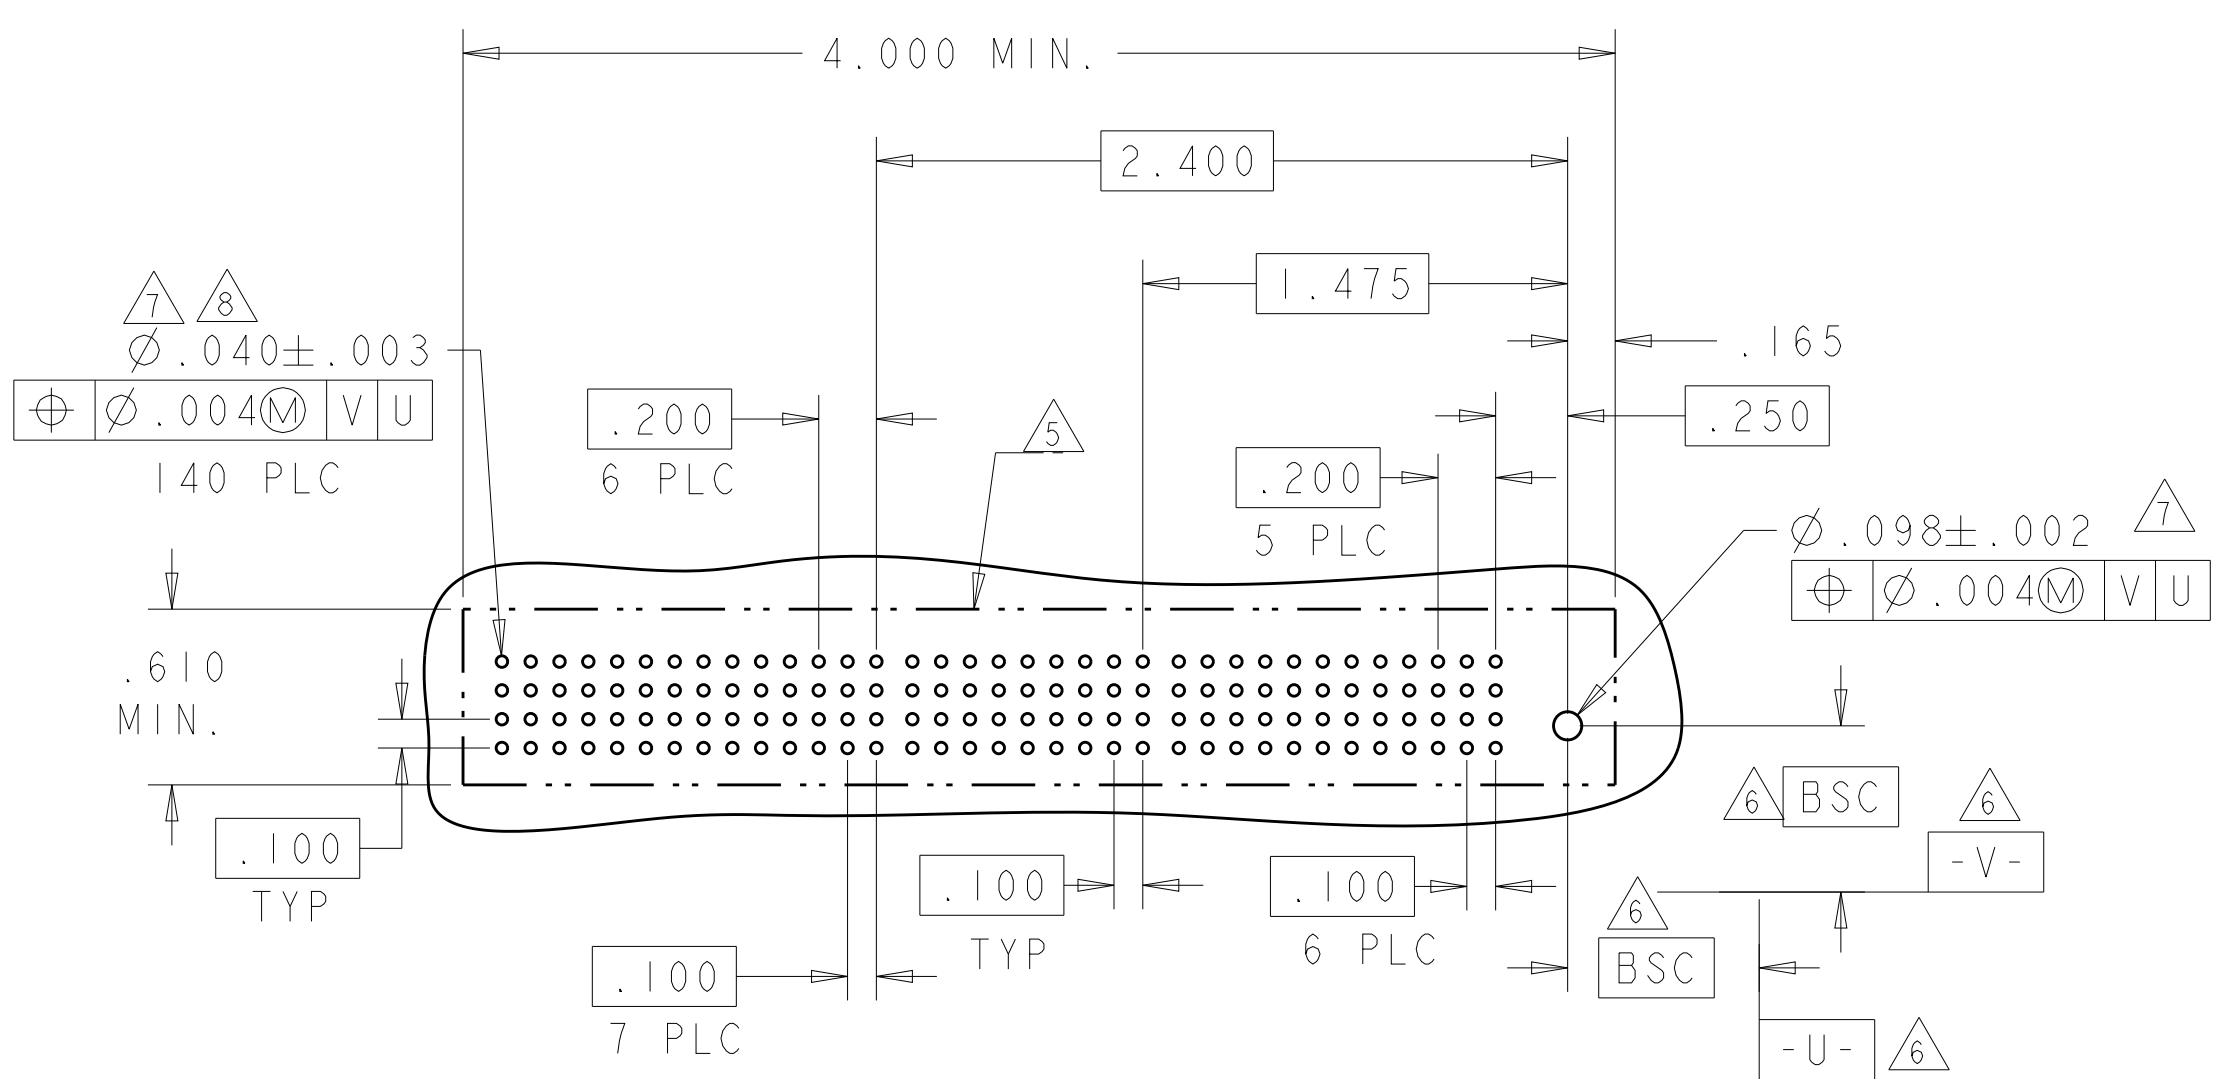 4.000 MIN.
2.400
1.475
.165
7 8
⌀.040±.003
⌖ ⌀.004Ⓜ V U
140 PLC
.200
6 PLC
5
.250
.200
5 PLC
⌀.098±.002 7
⌖ ⌀.004Ⓜ V U
.610
MIN.
6 BSC 6
-V-
.100
TYP
.100
TYP
.100
6 PLC
6
BSC
.100
7 PLC
-U- 6